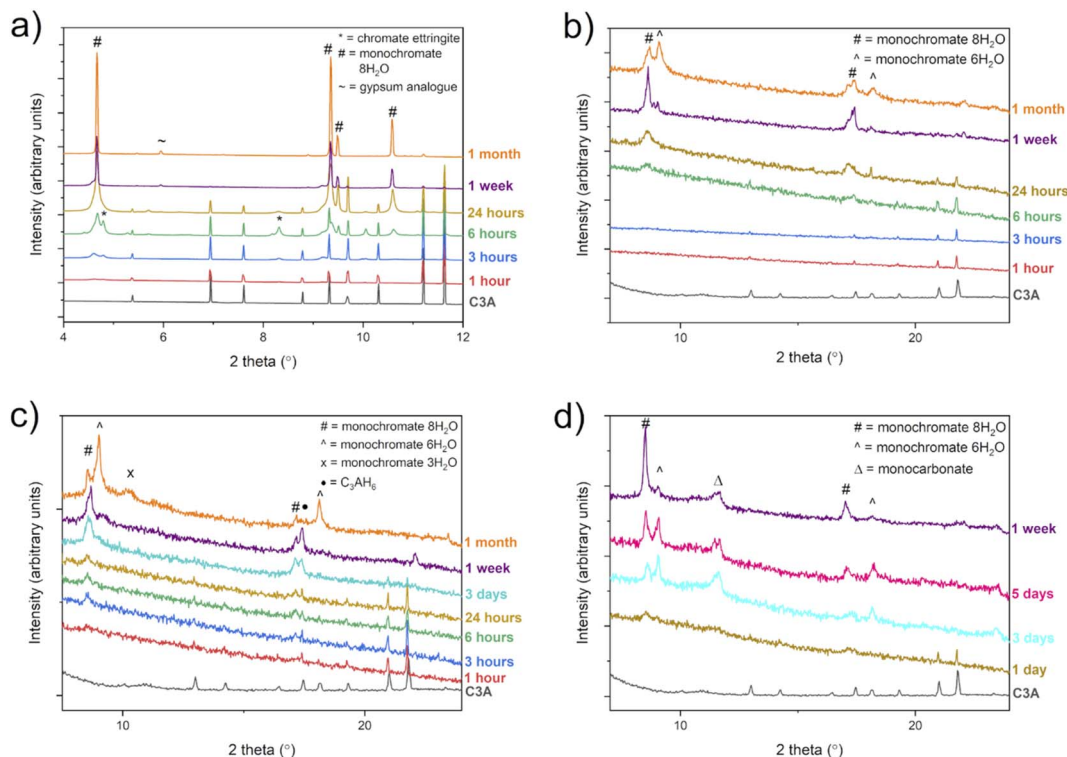 a)
Intensity (arbitrary units)
* = chromate ettringite
# = monochromate
8H₂O
~ = gypsum analogue
#
#
#
#
~
*
*
1 month
1 week
24 hours
6 hours
3 hours
1 hour
C3A
4 6 8 10 12
2 theta (°)
b)
Intensity (arbitrary units)
# = monochromate 8H₂O
^ = monochromate 6H₂O
# ^
# ^
1 month
1 week
24 hours
6 hours
3 hours
1 hour
C3A
10 20
2 theta (°)
c)
Intensity (arbitrary units)
# = monochromate 8H₂O
^ = monochromate 6H₂O
x = monochromate 3H₂O
• = C₃AH₆
# ^
x
# • ^
1 month
1 week
3 days
24 hours
6 hours
3 hours
1 hour
C3A
10 20
2 theta (°)
d)
Intensity (arbitrary units)
# = monochromate 8H₂O
^ = monochromate 6H₂O
Δ = monocarbonate
#
^
Δ
#
^
1 week
5 days
3 days
1 day
C3A
10 20
2 theta (°)